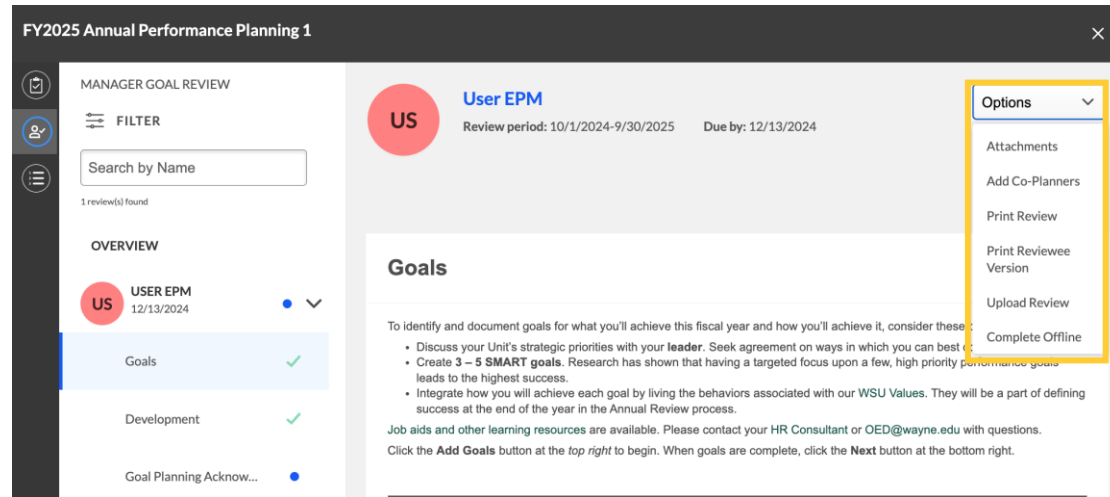 FY2025 Annual Performance Planning 1
MANAGER GOAL REVIEW
FILTER
Search by Name
1 review(s) found
OVERVIEW
US
USER EPM
12/13/2024
Goals
Development
Goal Planning Acknow...
US
User EPM
Review period: 10/1/2024-9/30/2025 Due by: 12/13/2024
Options
Attachments
Add Co-Planners
Print Review
Print Reviewee
Version
Upload Review
Complete Offline
Goals
To identify and document goals for what you'll achieve this fiscal year and how you'll achieve it, consider these
• Discuss your Unit's strategic priorities with your leader. Seek agreement on ways in which you can best
• Create 3 – 5 SMART goals. Research has shown that having a targeted focus upon a few, high priority performance goals
leads to the highest success.
• Integrate how you will achieve each goal by living the behaviors associated with our WSU Values. They will be a part of defining
success at the end of the year in the Annual Review process.
Job aids and other learning resources are available. Please contact your HR Consultant or OED@wayne.edu with questions.
Click the Add Goals button at the top right to begin. When goals are complete, click the Next button at the bottom right.